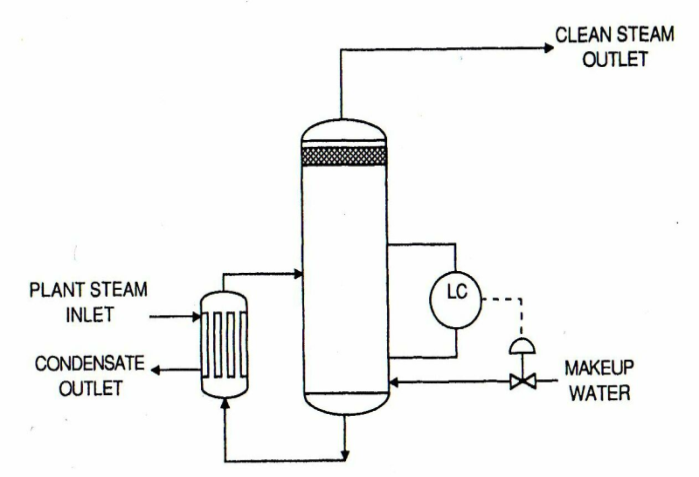 CLEAN STEAM
OUTLET
PLANT STEAM
INLET
LC
CONDENSATE
OUTLET
MAKEUP
WATER